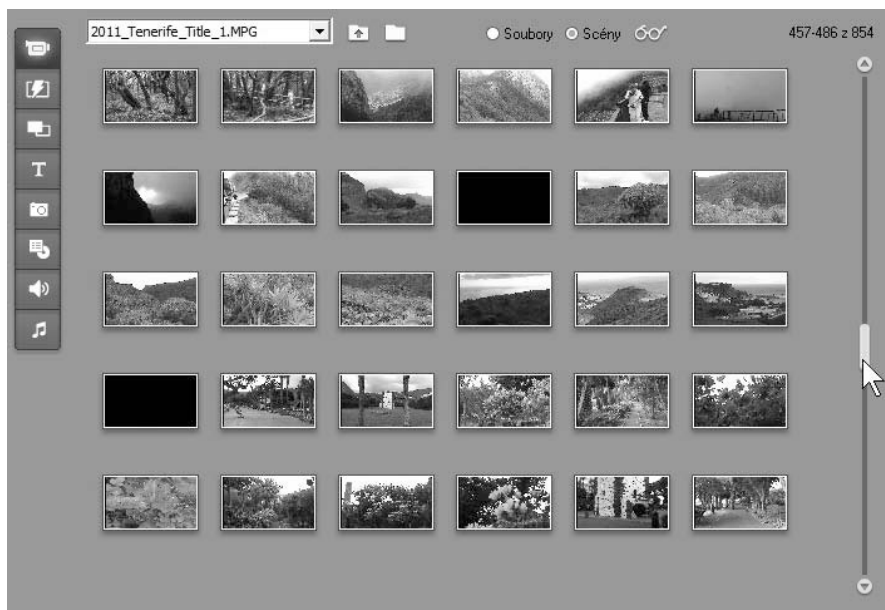 2011_Tenerife_Title_1.MPG
Soubory
Scény
457-486 z 854
T